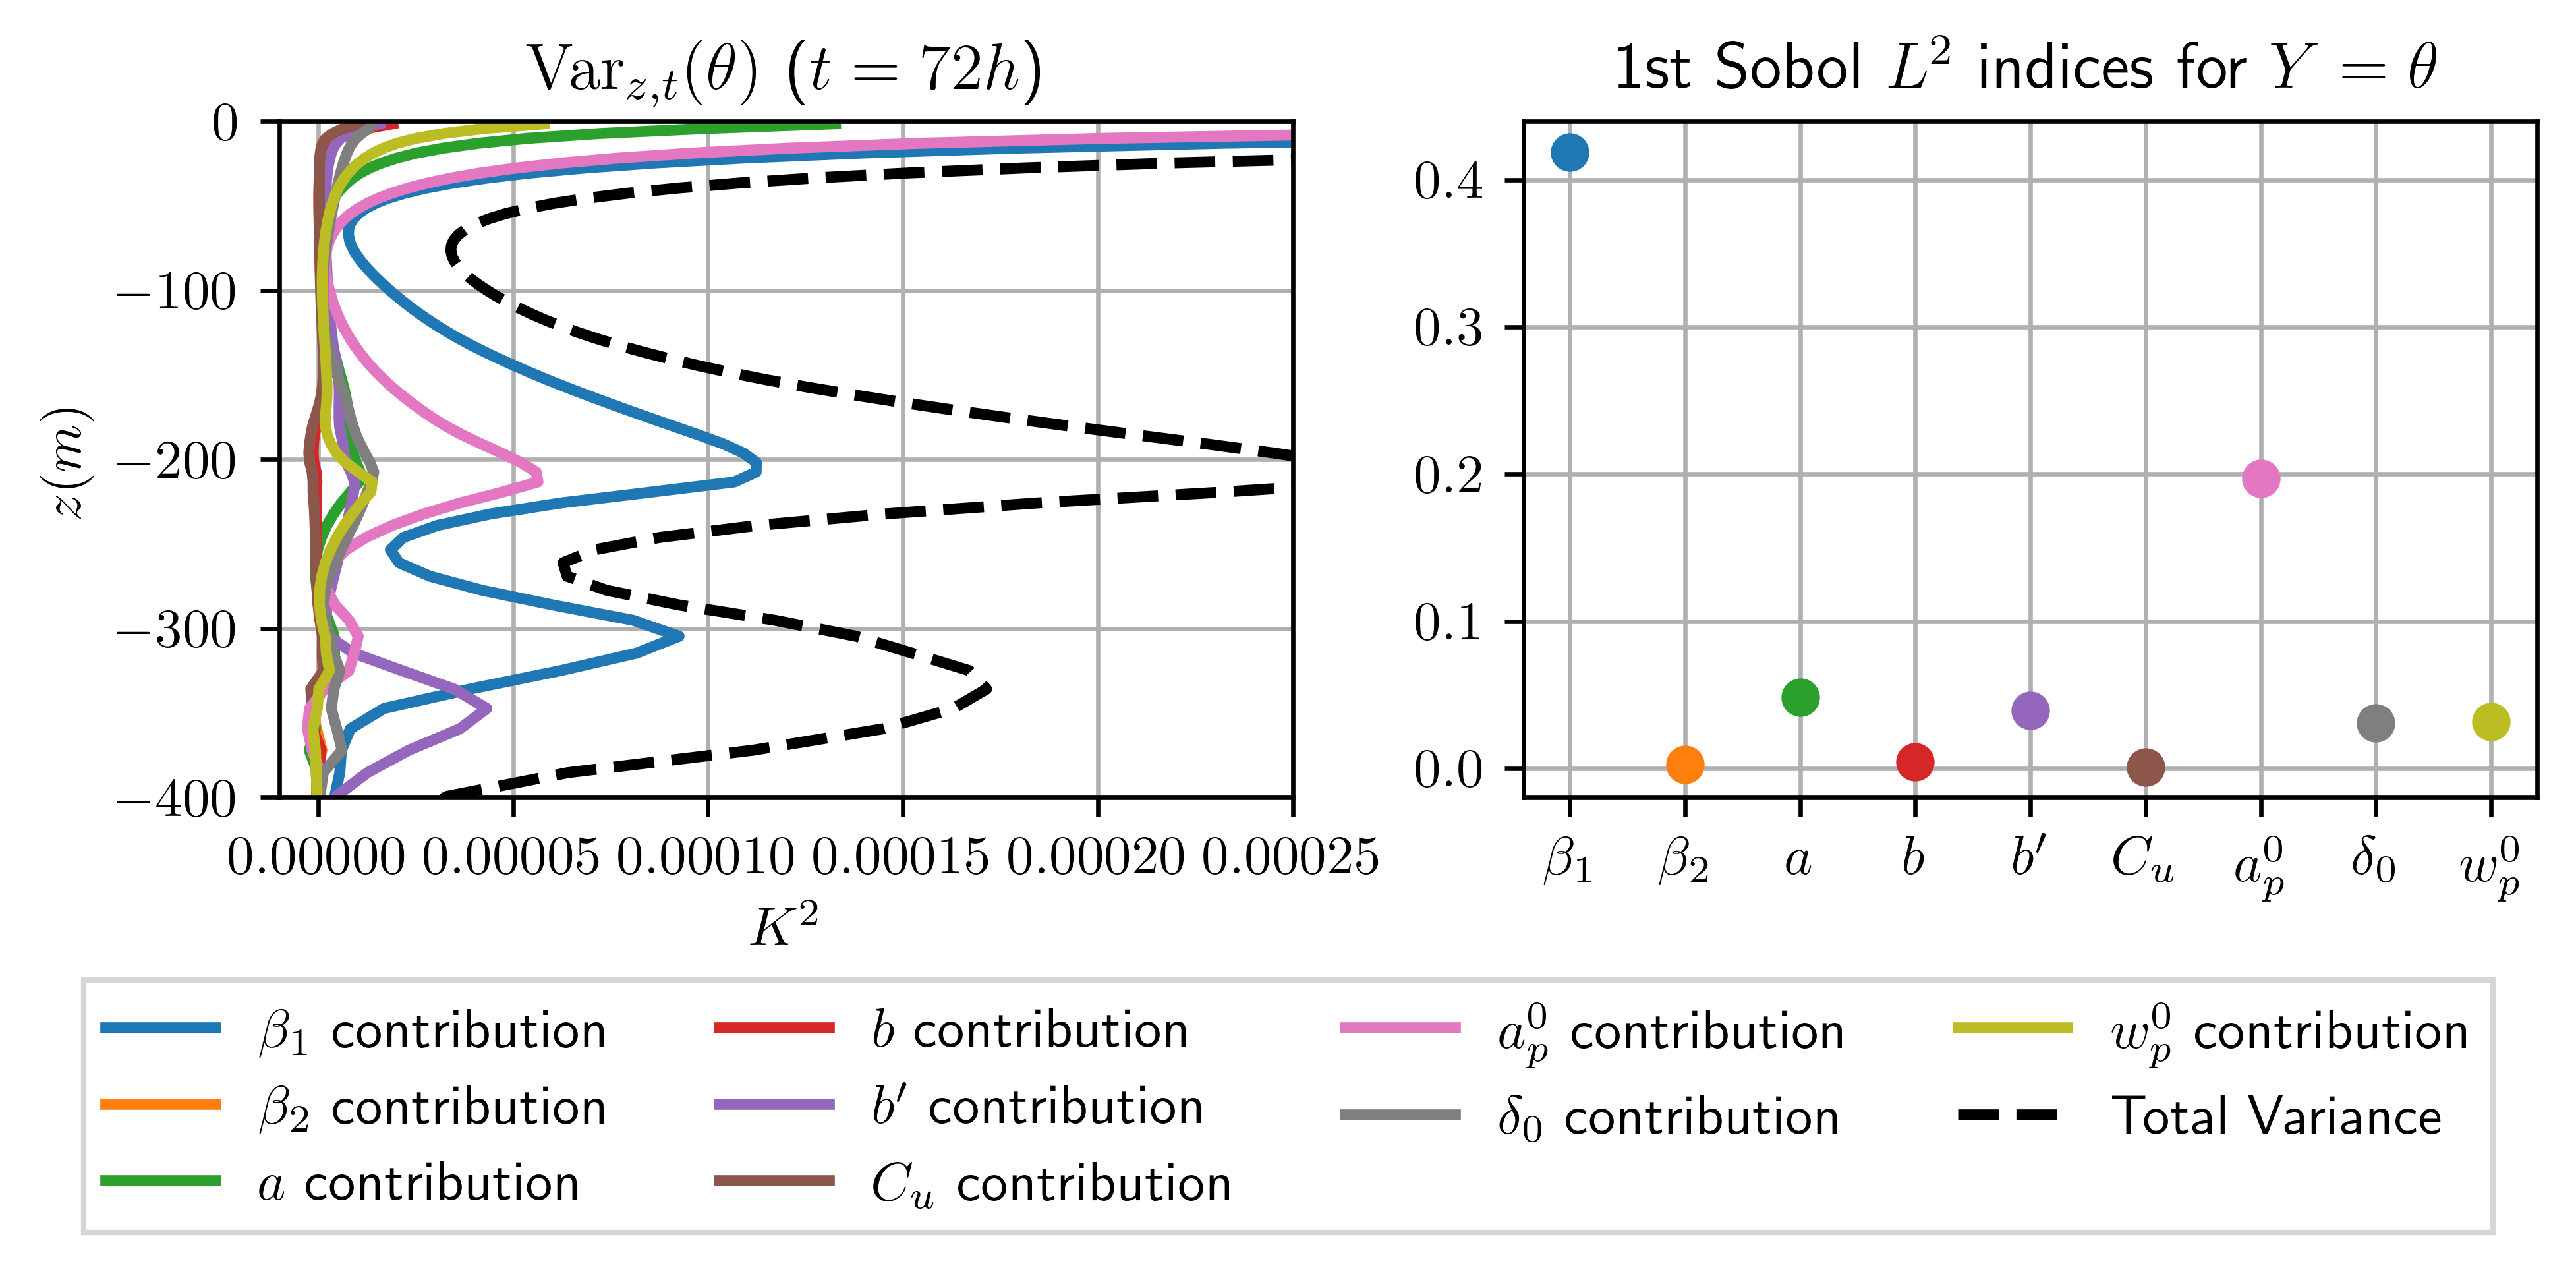 Var_{z,t}(θ) (t = 72h)
0
−100
−200
−300
−400
z(m)
0.00000 0.00005 0.00010 0.00015 0.00020 0.00025
K²
1st Sobol L² indices for Y = θ
0.4
0.3
0.2
0.1
0.0
β₁ β₂ a b b′ C_u a_p^0 δ₀ w_p^0
β₁ contribution
β₂ contribution
a contribution
b contribution
b′ contribution
C_u contribution
a_p^0 contribution
δ₀ contribution
w_p^0 contribution
Total Variance